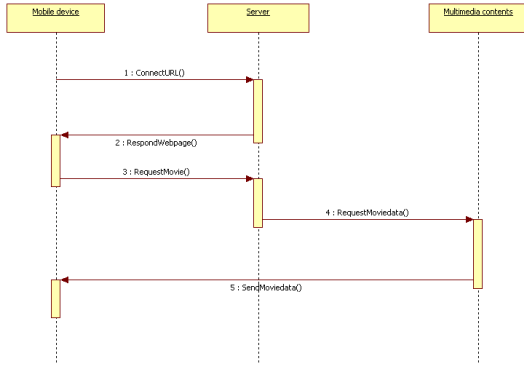 Mobile device
Server
Multimedia contents
1 : ConnectURL()
2 : RespondWebpage()
3 : RequestMovie()
4 : RequestMoviedata()
5 : SendMoviedata()